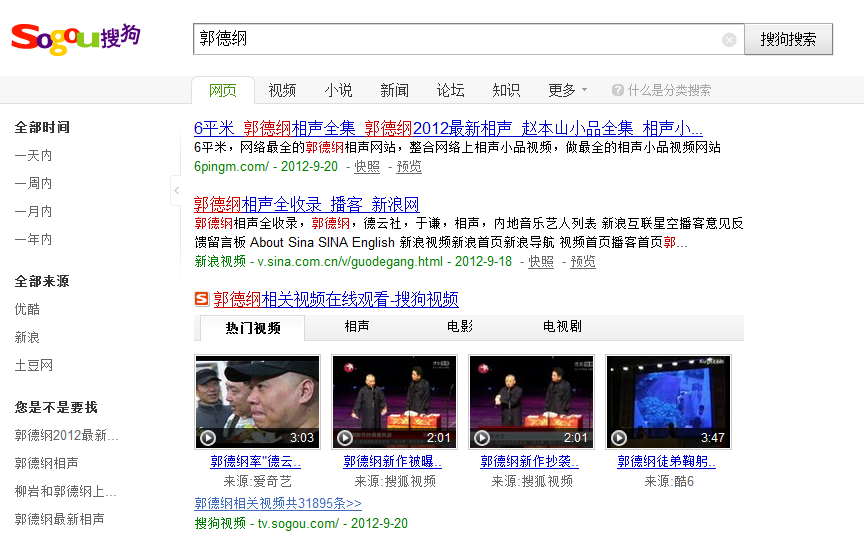 Sogou搜狗
郭德纲
搜狗搜索
网页 视频 小说 新闻 论坛 知识 更多 什么是分类搜索
全部时间
一天内
一周内
一月内
一年内
全部来源
优酷
新浪
土豆网
您是不是要找
郭德纲2012最新...
郭德纲相声
柳岩和郭德纲上...
郭德纲最新相声
6平米_郭德纲相声全集_郭德纲2012最新相声_赵本山小品全集_相声小...
6平米，网络最全的郭德纲相声网站，整合网络上相声小品视频，做最全的相声小品视频网站
6pingm.com/ - 2012-9-20 - 快照 - 预览
郭德纲相声全收录_播客_新浪网
郭德纲相声全收录，郭德纲，德云社，于谦，相声，内地音乐艺人列表 新浪互联星空播客意见反
馈留言板 About Sina SINA English 新浪视频新浪首页新浪导航 视频首页播客首页郭...
新浪视频 - v.sina.com.cn/v/guodegang.html - 2012-9-18 - 快照 - 预览
郭德纲相关视频在线观看-搜狗视频
热门视频 相声 电影 电视剧
3:03 2:01 2:01 3:47
郭德纲率"德云.. 郭德纲新作被曝.. 郭德纲新作抄袭.. 郭德纲徒弟鞠躬..
来源:爱奇艺 来源:搜狐视频 来源:搜狐视频 来源:酷6
郭德纲相关视频共31895条>>
搜狗视频 - tv.sogou.com/ - 2012-9-20